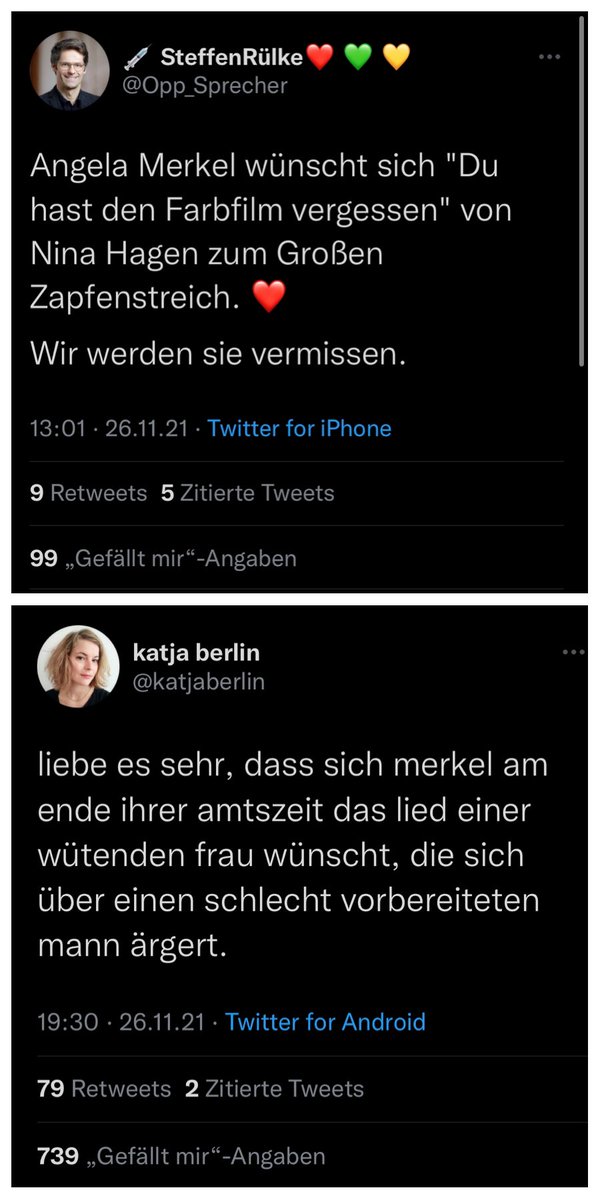 💉 SteffenRülke❤️ 💚 💛
@Opp_Sprecher
Angela Merkel wünscht sich "Du
hast den Farbfilm vergessen" von
Nina Hagen zum Großen
Zapfenstreich. ❤️
Wir werden sie vermissen.
13:01 · 26.11.21 · Twitter for iPhone
9 Retweets 5 Zitierte Tweets
99 „Gefällt mir“-Angaben
katja berlin
@katjaberlin
liebe es sehr, dass sich merkel am
ende ihrer amtszeit das lied einer
wütenden frau wünscht, die sich
über einen schlecht vorbereiteten
mann ärgert.
19:30 · 26.11.21 · Twitter for Android
79 Retweets 2 Zitierte Tweets
739 „Gefällt mir“-Angaben